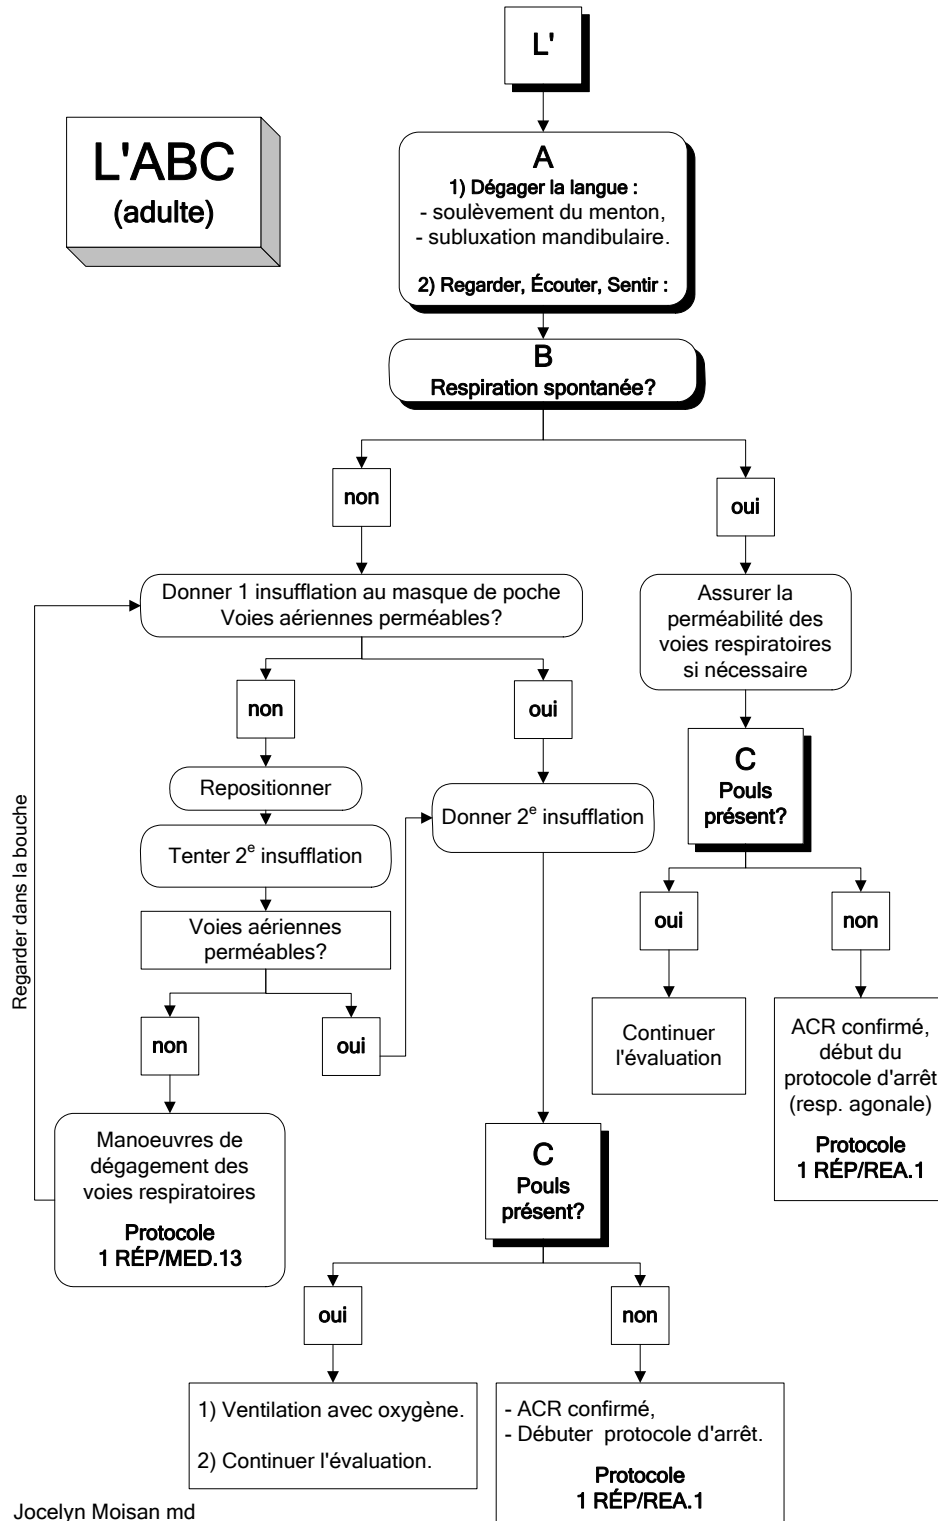 L'
L'ABC
(adulte)
A
1) Dégager la langue :
- soulèvement du menton,
- subluxation mandibulaire.
2) Regarder, Écouter, Sentir :
B
Respiration spontanée?
non
oui
Donner 1 insufflation au masque de poche
Voies aériennes perméables?
Assurer la
perméabilité des
voies respiratoires
si nécessaire
non
oui
C
Pouls
présent?
Repositionner
Donner 2e insufflation
Tenter 2e insufflation
Regarder dans la bouche
oui
non
Voies aériennes
perméables?
non
oui
Continuer
l'évaluation
ACR confirmé,
début du
protocole d'arrêt
(resp. agonale)
Protocole
1 RÉP/REA.1
Manoeuvres de
dégagement des
voies respiratoires
Protocole
1 RÉP/MED.13
C
Pouls
présent?
oui
non
1) Ventilation avec oxygène.
2) Continuer l'évaluation.
- ACR confirmé,
- Débuter protocole d'arrêt.
Protocole
1 RÉP/REA.1
Jocelyn Moisan md